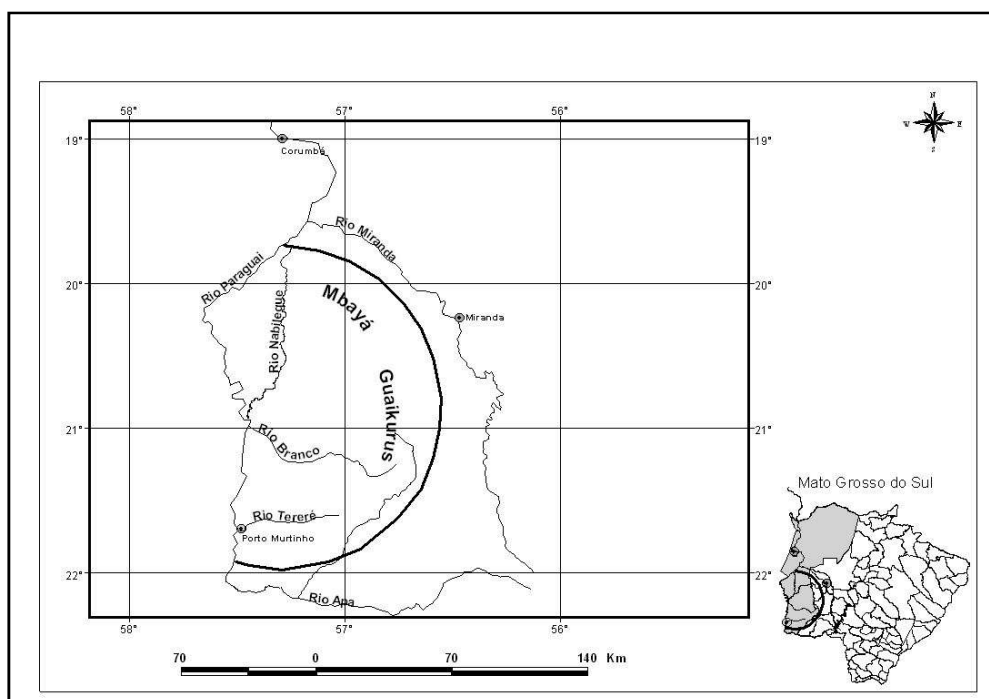 N
W E
S
58° 57° 56°
19° 19°
Corumbá
Rio Miranda
Rio Paraguai
20° 20°
Mbayá
Rio Nabileque
Miranda
Guaikurus
21° 21°
Rio Branco
Mato Grosso do Sul
Rio Tereré
Porto Murtinho
22° 22°
Rio Apa
58° 57° 56°
70 0 70 140 Km